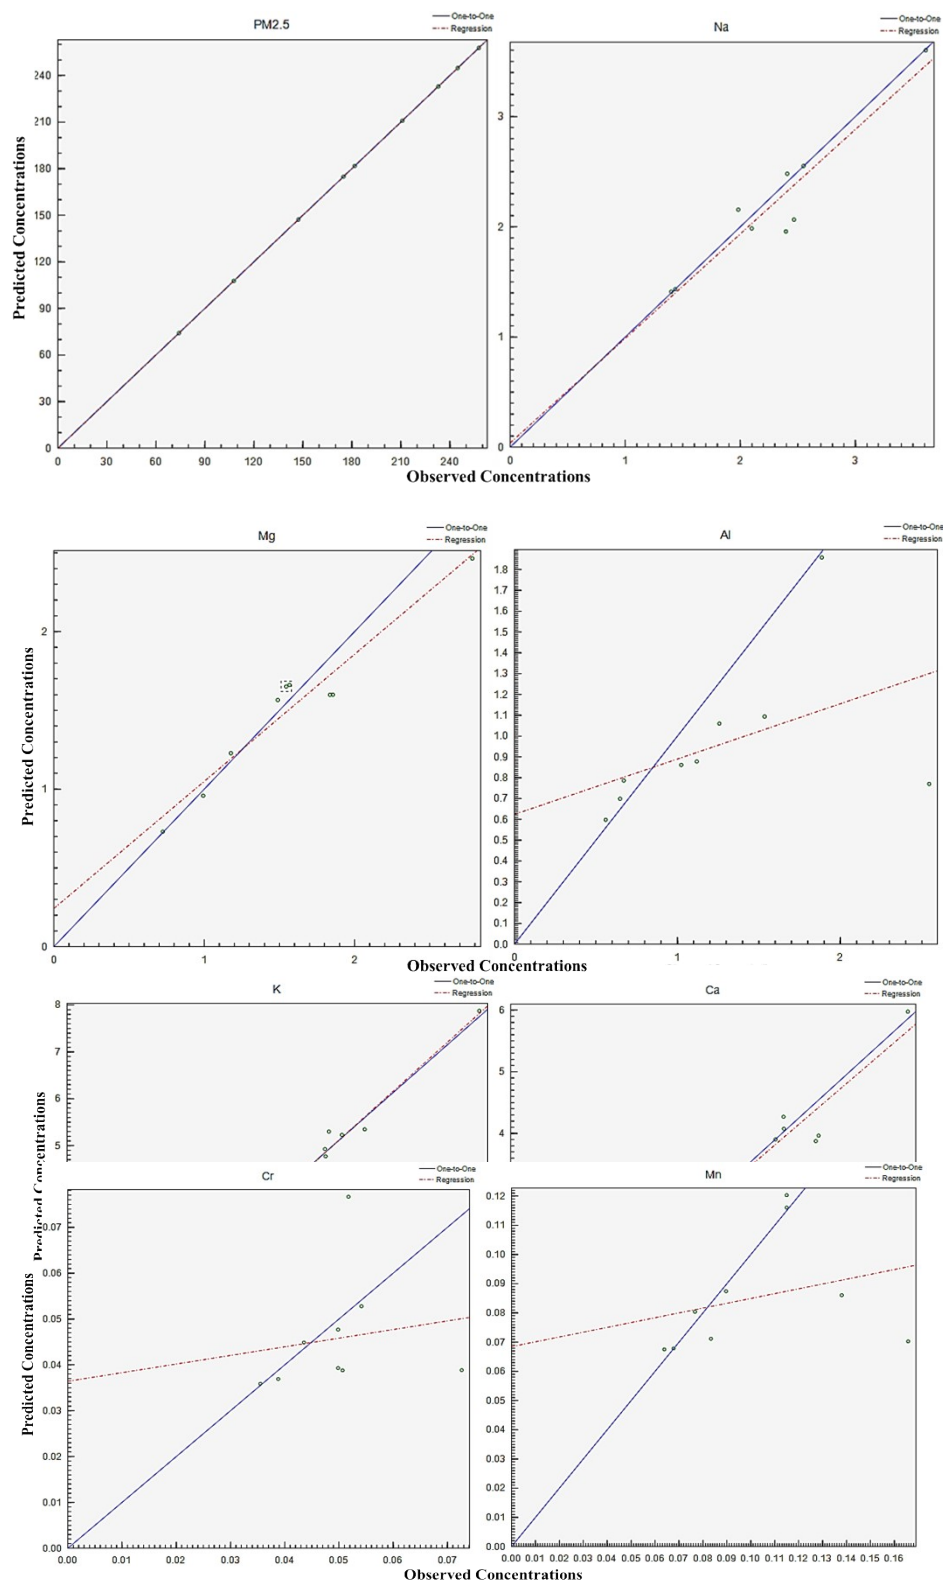 PM2.5
One-to-One
Regression
240
210
180
150
120
90
60
30
0
0 30 60 90 120 150 180 210 240
Predicted Concentrations
Na
One-to-One
Regression
3
2
1
0
0 1 2 3
Observed Concentrations
Mg
One-to-One
Regression
2
1
0
0 1 2
Predicted Concentrations
Al
One-to-One
Regression
1.8
1.7
1.6
1.5
1.4
1.3
1.2
1.1
1.0
0.9
0.8
0.7
0.6
0.5
0.4
0.3
0.2
0.1
0.0
0 1 2
Observed Concentrations
K
One-to-One
Regression
8
7
6
5
Predicted Concentrations
Ca
One-to-One
Regression
6
5
4
Cr
One-to-One
Regression
0.07
0.06
0.05
0.04
0.03
0.02
0.01
0.00
0.00 0.01 0.02 0.03 0.04 0.05 0.06 0.07
Predicted Concentrations
Mn
One-to-One
Regression
0.12
0.11
0.10
0.09
0.08
0.07
0.06
0.05
0.04
0.03
0.02
0.01
0.00
0.00 0.01 0.02 0.03 0.04 0.05 0.06 0.07 0.08 0.09 0.10 0.11 0.12 0.13 0.14 0.15 0.16
Observed Concentrations